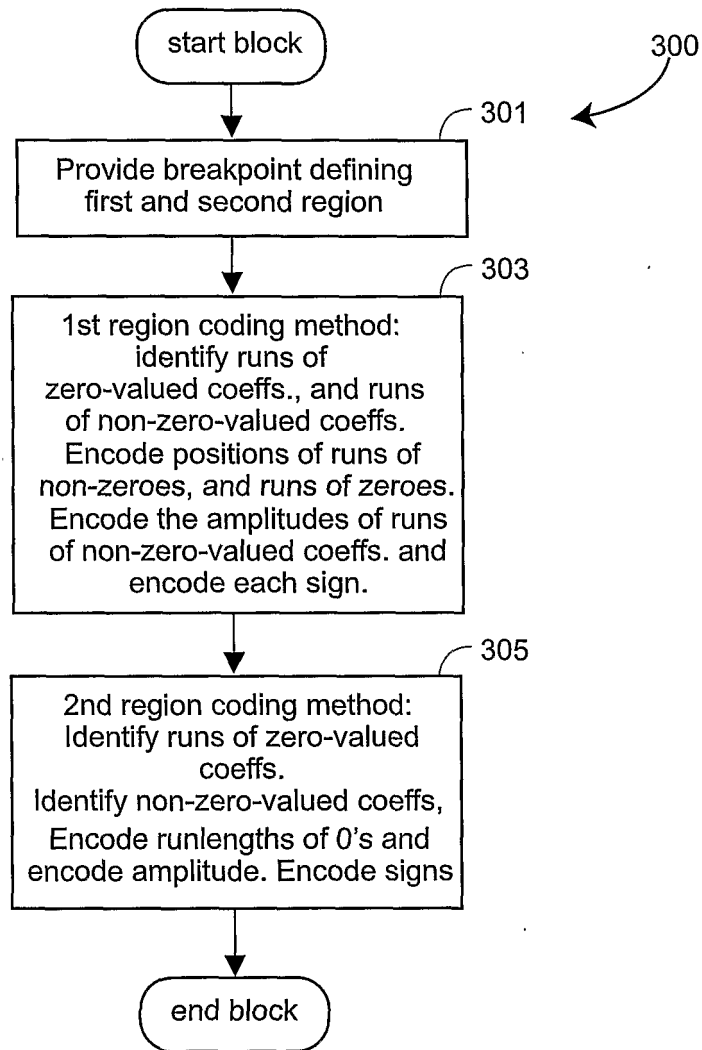 start block
300
301
Provide breakpoint defining
first and second region
303
1st region coding method:
identify runs of
zero-valued coeffs., and runs
of non-zero-valued coeffs.
Encode positions of runs of
non-zeroes, and runs of zeroes.
Encode the amplitudes of runs
of non-zero-valued coeffs. and
encode each sign.
305
2nd region coding method:
Identify runs of zero-valued
coeffs.
Identify non-zero-valued coeffs,
Encode runlengths of 0's and
encode amplitude. Encode signs
end block